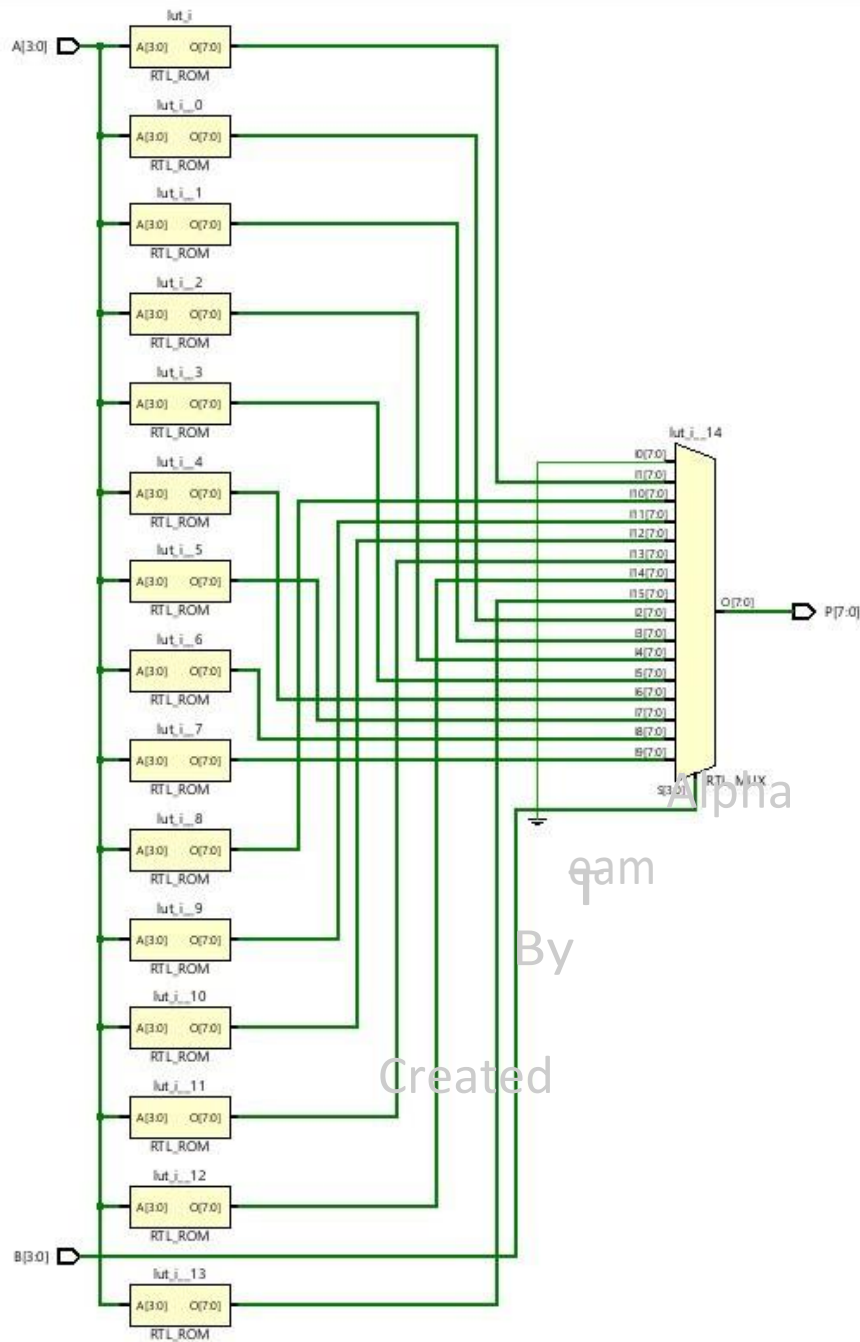 lut_i
A[3:0]
A[3:0] O[7:0]
RTL_ROM
lut_i__0
A[3:0] O[7:0]
RTL_ROM
lut_i__1
A[3:0] O[7:0]
RTL_ROM
lut_i__2
A[3:0] O[7:0]
RTL_ROM
lut_i__3
A[3:0] O[7:0]
RTL_ROM
lut_i__4
A[3:0] O[7:0]
RTL_ROM
lut_i__5
A[3:0] O[7:0]
RTL_ROM
lut_i__6
A[3:0] O[7:0]
RTL_ROM
lut_i__7
A[3:0] O[7:0]
RTL_ROM
lut_i__8
A[3:0] O[7:0]
RTL_ROM
lut_i__9
A[3:0] O[7:0]
RTL_ROM
lut_i__10
A[3:0] O[7:0]
RTL_ROM
lut_i__11
A[3:0] O[7:0]
RTL_ROM
lut_i__12
A[3:0] O[7:0]
RTL_ROM
B[3:0]
lut_i__13
A[3:0] O[7:0]
RTL_ROM
lut_i__14
I0[7:0]
I1[7:0]
I10[7:0]
I11[7:0]
I12[7:0]
I13[7:0]
I14[7:0]
I15[7:0]
I2[7:0]
I3[7:0]
I4[7:0]
I5[7:0]
I6[7:0]
I7[7:0]
I8[7:0]
I9[7:0]
O[7:0]
P[7:0]
S[3:0]
RTL_MUX
Alpha
Team
By
Created